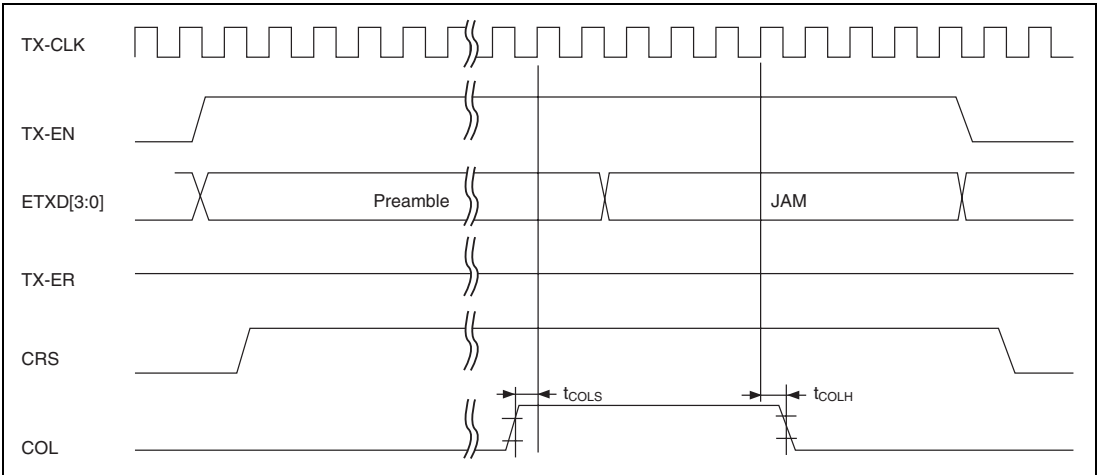 TX-CLK
TX-EN
ETXD[3:0]
Preamble
JAM
TX-ER
CRS
tCOLS
tCOLH
COL